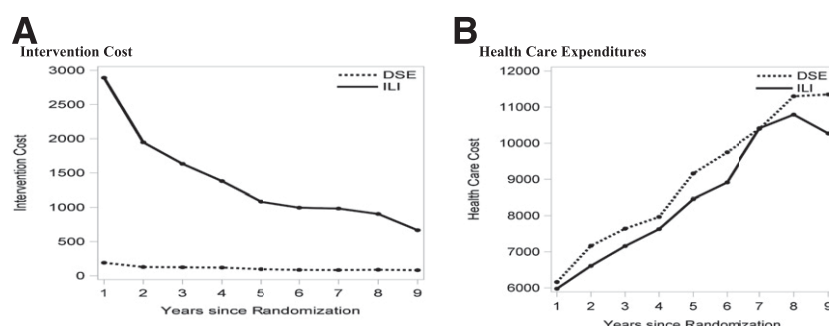 A
Intervention Cost
3000
2500
2000
1500
1000
500
0
Intervention Cost
DSE
ILI
1 2 3 4 5 6 7 8 9
Years since Randomization
B
Health Care Expenditures
12000
11000
10000
9000
8000
7000
6000
Health Care Cost
DSE
ILI
1 2 3 4 5 6 7 8 9
Years since Randomization